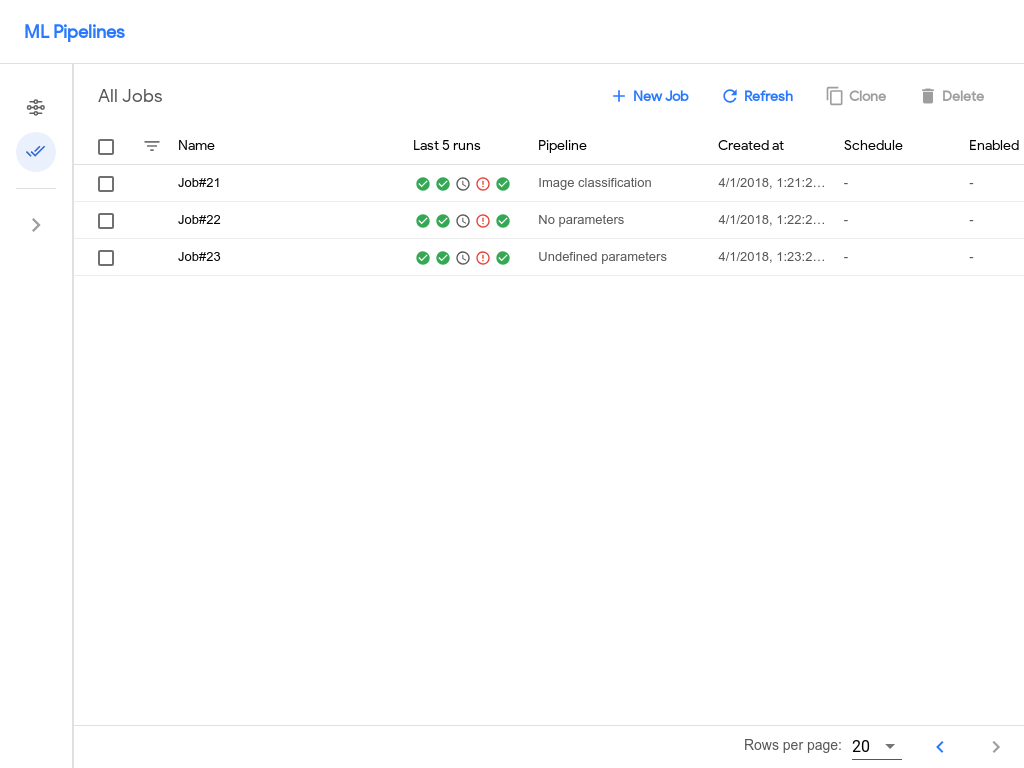 ML Pipelines
All Jobs
New Job
Refresh
Clone
Delete
Name Last 5 runs Pipeline Created at Schedule Enabled
Job#21 Image classification 4/1/2018, 1:21:2… - -
Job#22 No parameters 4/1/2018, 1:22:2… - -
Job#23 Undefined parameters 4/1/2018, 1:23:2… - -
Rows per page: 20